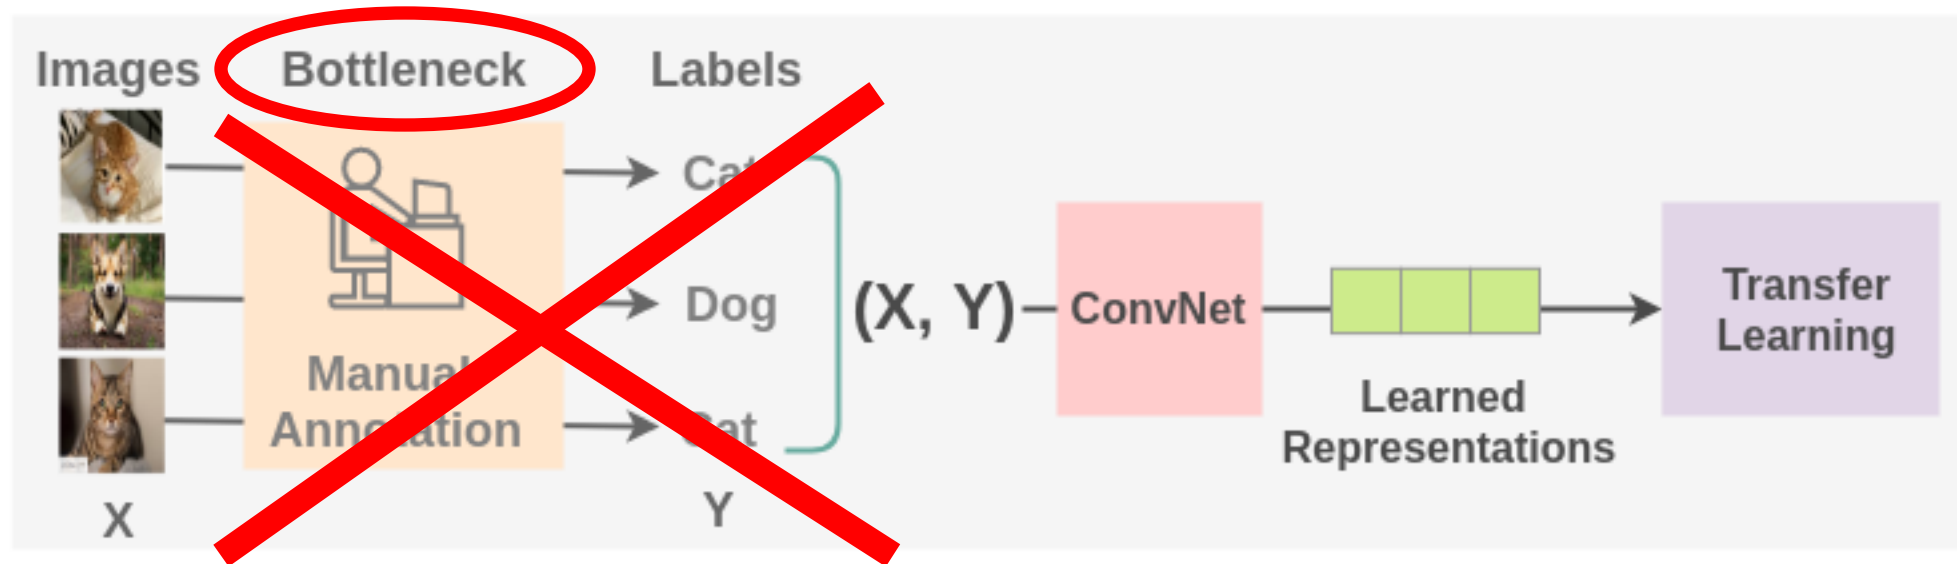 Images
Bottleneck
Labels
Cat
Dog
Cat
Manual
Annotation
X
Y
(X, Y)
ConvNet
Learned
Representations
Transfer
Learning